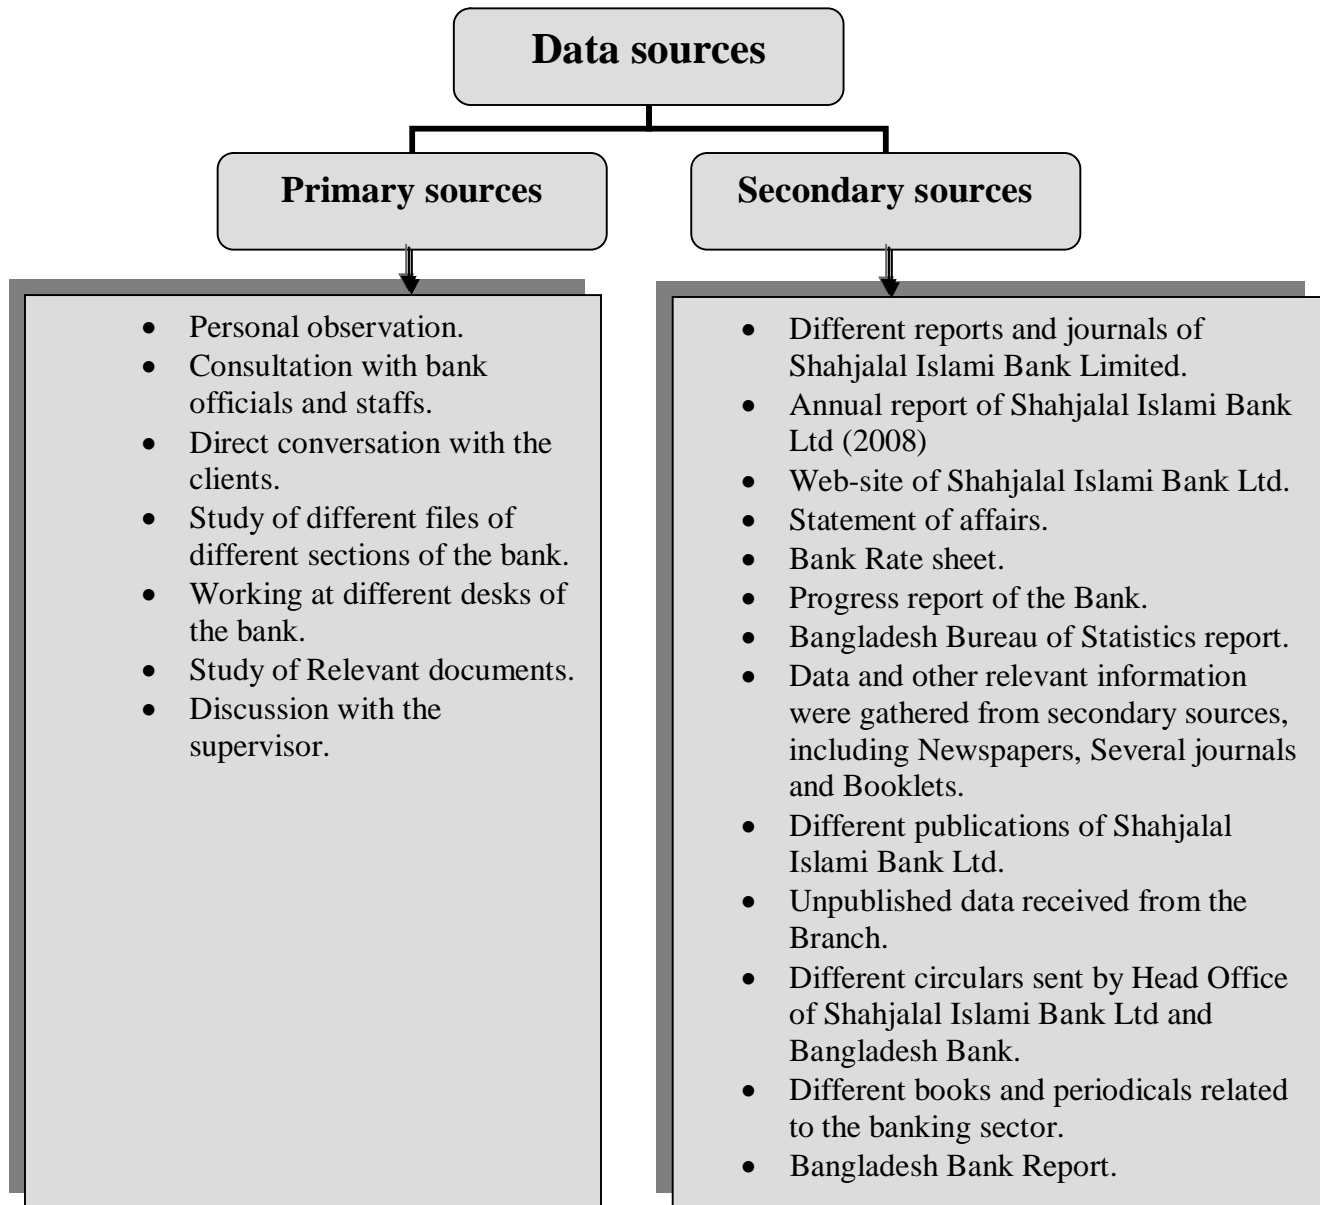 Data sources
Primary sources
Secondary sources
• Personal observation.
• Consultation with bank
officials and staffs.
• Direct conversation with the
clients.
• Study of different files of
different sections of the bank.
• Working at different desks of
the bank.
• Study of Relevant documents.
• Discussion with the
supervisor.
• Different reports and journals of
Shahjalal Islami Bank Limited.
• Annual report of Shahjalal Islami Bank
Ltd (2008)
• Web-site of Shahjalal Islami Bank Ltd.
• Statement of affairs.
• Bank Rate sheet.
• Progress report of the Bank.
• Bangladesh Bureau of Statistics report.
• Data and other relevant information
were gathered from secondary sources,
including Newspapers, Several journals
and Booklets.
• Different publications of Shahjalal
Islami Bank Ltd.
• Unpublished data received from the
Branch.
• Different circulars sent by Head Office
of Shahjalal Islami Bank Ltd and
Bangladesh Bank.
• Different books and periodicals related
to the banking sector.
• Bangladesh Bank Report.